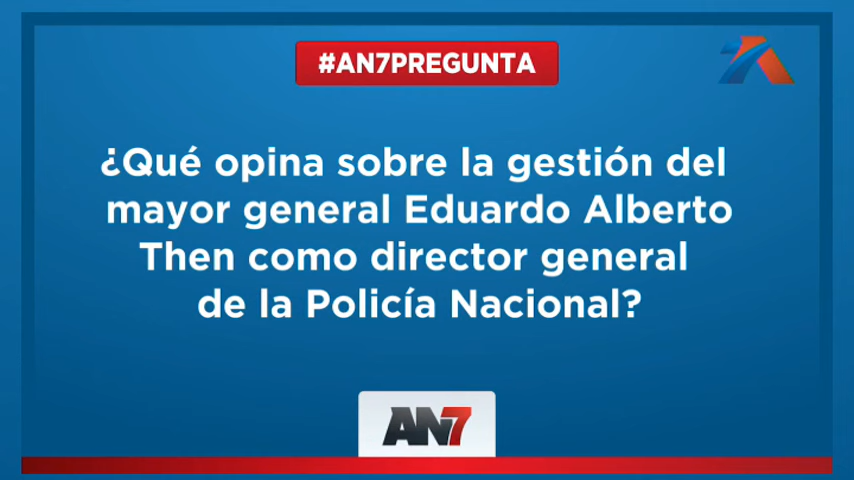 #AN7PREGUNTA
¿Qué opina sobre la gestión del
mayor general Eduardo Alberto
Then como director general
de la Policía Nacional?
AN7